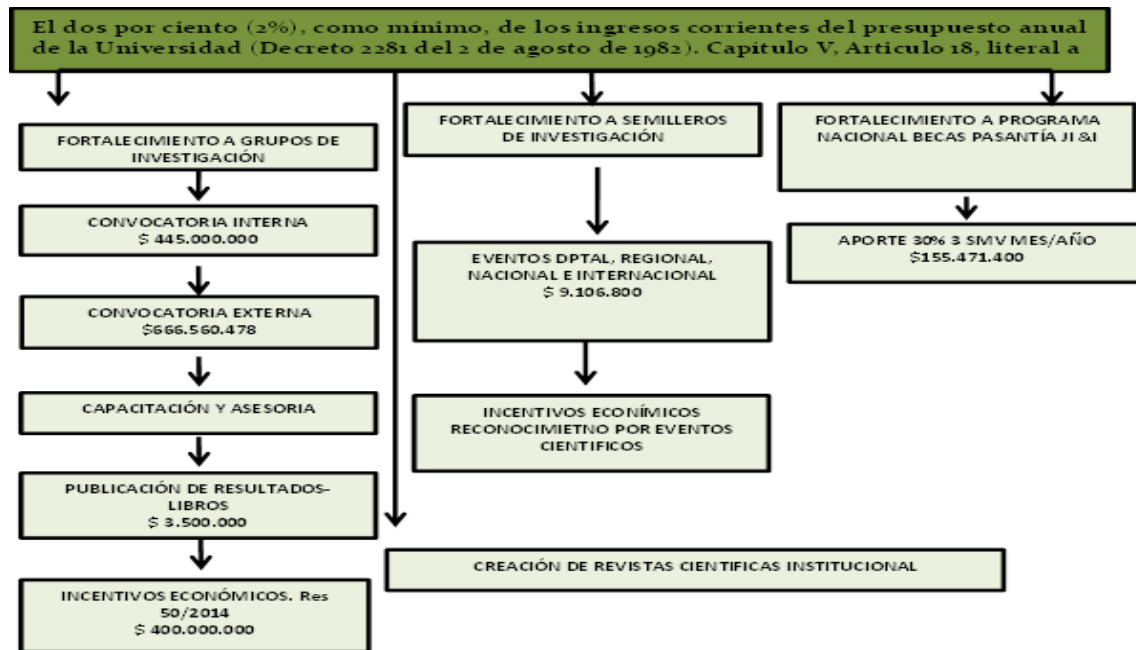 El dos por ciento (2%), como mínimo, de los ingresos corrientes del presupuesto anual
de la Universidad (Decreto 2281 del 2 de agosto de 1982). Capítulo V, Articulo 18, literal a
FORTALECIMIENTO A GRUPOS DE
INVESTIGACIÓN
CONVOCATORIA INTERNA
$ 445.000.000
CONVOCATORIA EXTERNA
$666.560.478
CAPACITACIÓN Y ASESORIA
PUBLICACIÓN DE RESULTADOS-
LIBROS
$ 3.500.000
INCENTIVOS ECONÓMICOS. Res
50/2014
$ 400.000.000
FORTALECIMIENTO A SEMILLEROS
DE INVESTIGACIÓN
EVENTOS DPTAL, REGIONAL,
NACIONAL E INTERNACIONAL
$ 9.106.800
INCENTIVOS ECONÍMICOS
RECONOCIMIETNO POR EVENTOS
CIENTIFICOS
CREACIÓN DE REVISTAS CIENTIFICAS INSTITUCIONAL
FORTALECIMIENTO A PROGRAMA
NACIONAL BECAS PASANTÍA JI &I
APORTE 30% 3 SMV MES/AÑO
$155.471.400